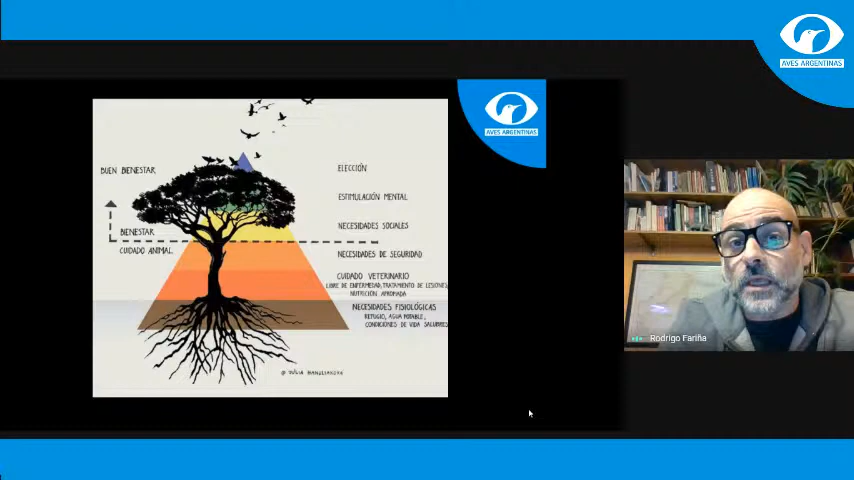 AVES ARGENTINAS
AVES ARGENTINAS
BUEN BIENESTAR
ELECCIÓN
ESTIMULACIÓN MENTAL
BIENESTAR
NECESIDADES SOCIALES
CUIDADO ANIMAL
NECESIDADES DE SEGURIDAD
CUIDADO VETERINARIO
LIBRE DE ENFERMEDAD, TRATAMIENTO DE LESIONES,
NUTRICIÓN APROPIADA
NECESIDADES FISIOLÓGICAS
REFUGIO, AGUA POTABLE,
CONDICIONES DE VIDA SALUBRES
Rodrigo Fariña